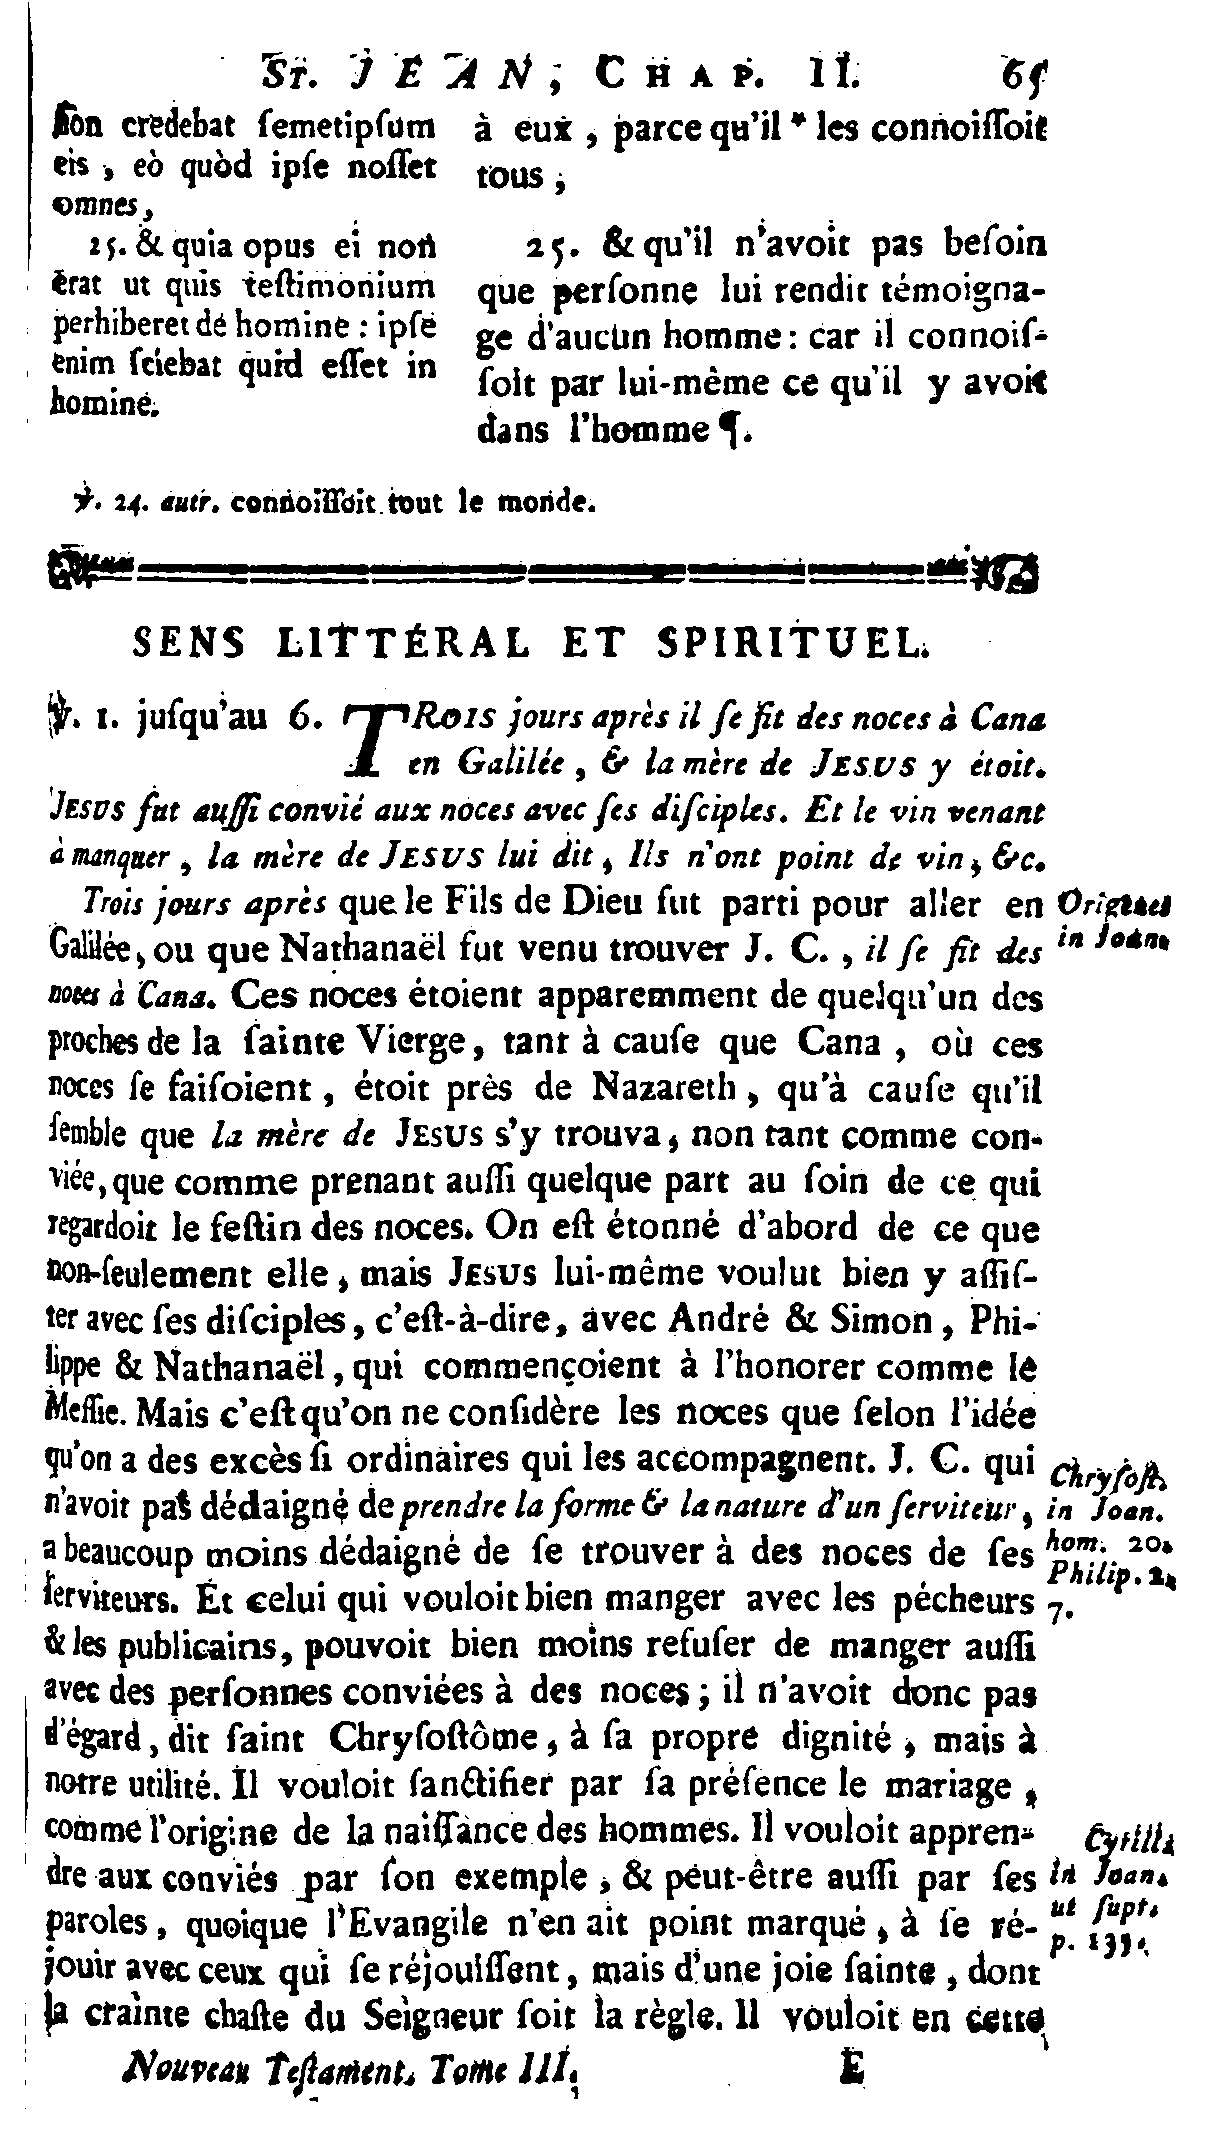 St. JEAN, CHAP. II. 65
non credebat ſemetipſum
eis, eò quòd ipſe noſſet
omnes,
25. & quia opus ei non
erat ut quis teſtimonium
perhiberet de homine : ipſe
enim ſciebat quid eſſet in
homine.
à eux, parce qu'il * les connoiſſoit
tous ;
25. & qu'il n'avoit pas beſoin
que perſonne lui rendit témoigna-
ge d'aucun homme : car il connoiſ-
ſoit par lui-même ce qu'il y avoit
dans l'homme ¶.
℣. 24. autr. connoiſſoit tout le monde.
SENS LITTÉRAL ET SPIRITUEL.
℣. 1. juſqu'au 6. TROIS jours après il ſe fit des noces à Cana
en Galilée, & la mère de JESUS y étoit.
JESUS fut auſſi convié aux noces avec ſes diſciples. Et le vin venant
à manquer, la mère de JESUS lui dit, Ils n'ont point de vin, &c.
Trois jours après que le Fils de Dieu fut parti pour aller en
Galilée, ou que Nathanaël fut venu trouver J. C., il ſe fit des
noces à Cana. Ces noces étoient apparemment de quelqu'un des
proches de la ſainte Vierge, tant à cauſe que Cana, où ces
noces ſe faiſoient, étoit près de Nazareth, qu'à cauſe qu'il
ſemble que la mère de JESUS s'y trouva, non tant comme con-
viée, que comme prenant auſſi quelque part au ſoin de ce qui
regardoit le feſtin des noces. On eſt étonné d'abord de ce que
non-ſeulement elle, mais JESUS lui-même voulut bien y aſſiſ-
ter avec ſes diſciples, c'eſt-à-dire, avec André & Simon, Phi-
lippe & Nathanaël, qui commençoient à l'honorer comme le
Meſſie. Mais c'eſt qu'on ne conſidère les noces que ſelon l'idée
qu'on a des excès ſi ordinaires qui les accompagnent. J. C. qui
n'avoit pas dédaigné de prendre la forme & la nature d'un ſerviteur,
a beaucoup moins dédaigné de ſe trouver à des noces de ſes
ſerviteurs. Et celui qui vouloit bien manger avec les pécheurs
& les publicains, pouvoit bien moins refuſer de manger auſſi
avec des perſonnes conviées à des noces ; il n'avoit donc pas
d'égard, dit ſaint Chryſoſtôme, à ſa propre dignité, mais à
notre utilité. Il vouloit ſanctifier par ſa préſence le mariage,
comme l'origine de la naiſſance des hommes. Il vouloit appren-
dre aux conviés par ſon exemple, & peut-être auſſi par ſes
paroles, quoique l'Evangile n'en ait point marqué, à ſe ré-
jouir avec ceux qui ſe réjouiſſent, mais d'une joie ſainte, dont
la crainte chaſte du Seigneur ſoit la règle. Il vouloit en cette
Origenes
in Joan.
Chryſoſt.
in Joan.
hom. 20.
Philip. 2.
7.
Cyrill.
in Joan.
ut ſupr.
p. 135.
Nouveau Teſtament. Tome III. E